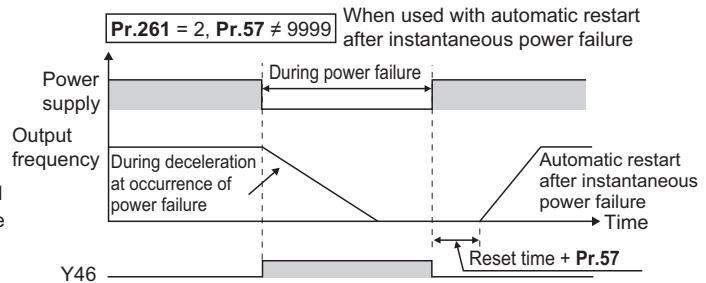 Pr.261 = 2, Pr.57 ≠ 9999
When used with automatic restart
after instantaneous power failure
Power
supply
During power failure
Output
frequency
During deceleration
at occurrence of
power failure
Automatic restart
after instantaneous
power failure
Time
Reset time + Pr.57
Y46